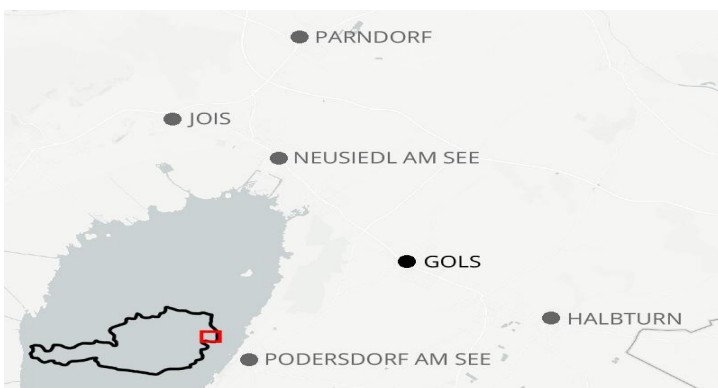 PARNDORF
JOIS
NEUSIEDL AM SEE
GOLS
HALBTURN
PODERSDORF AM SEE